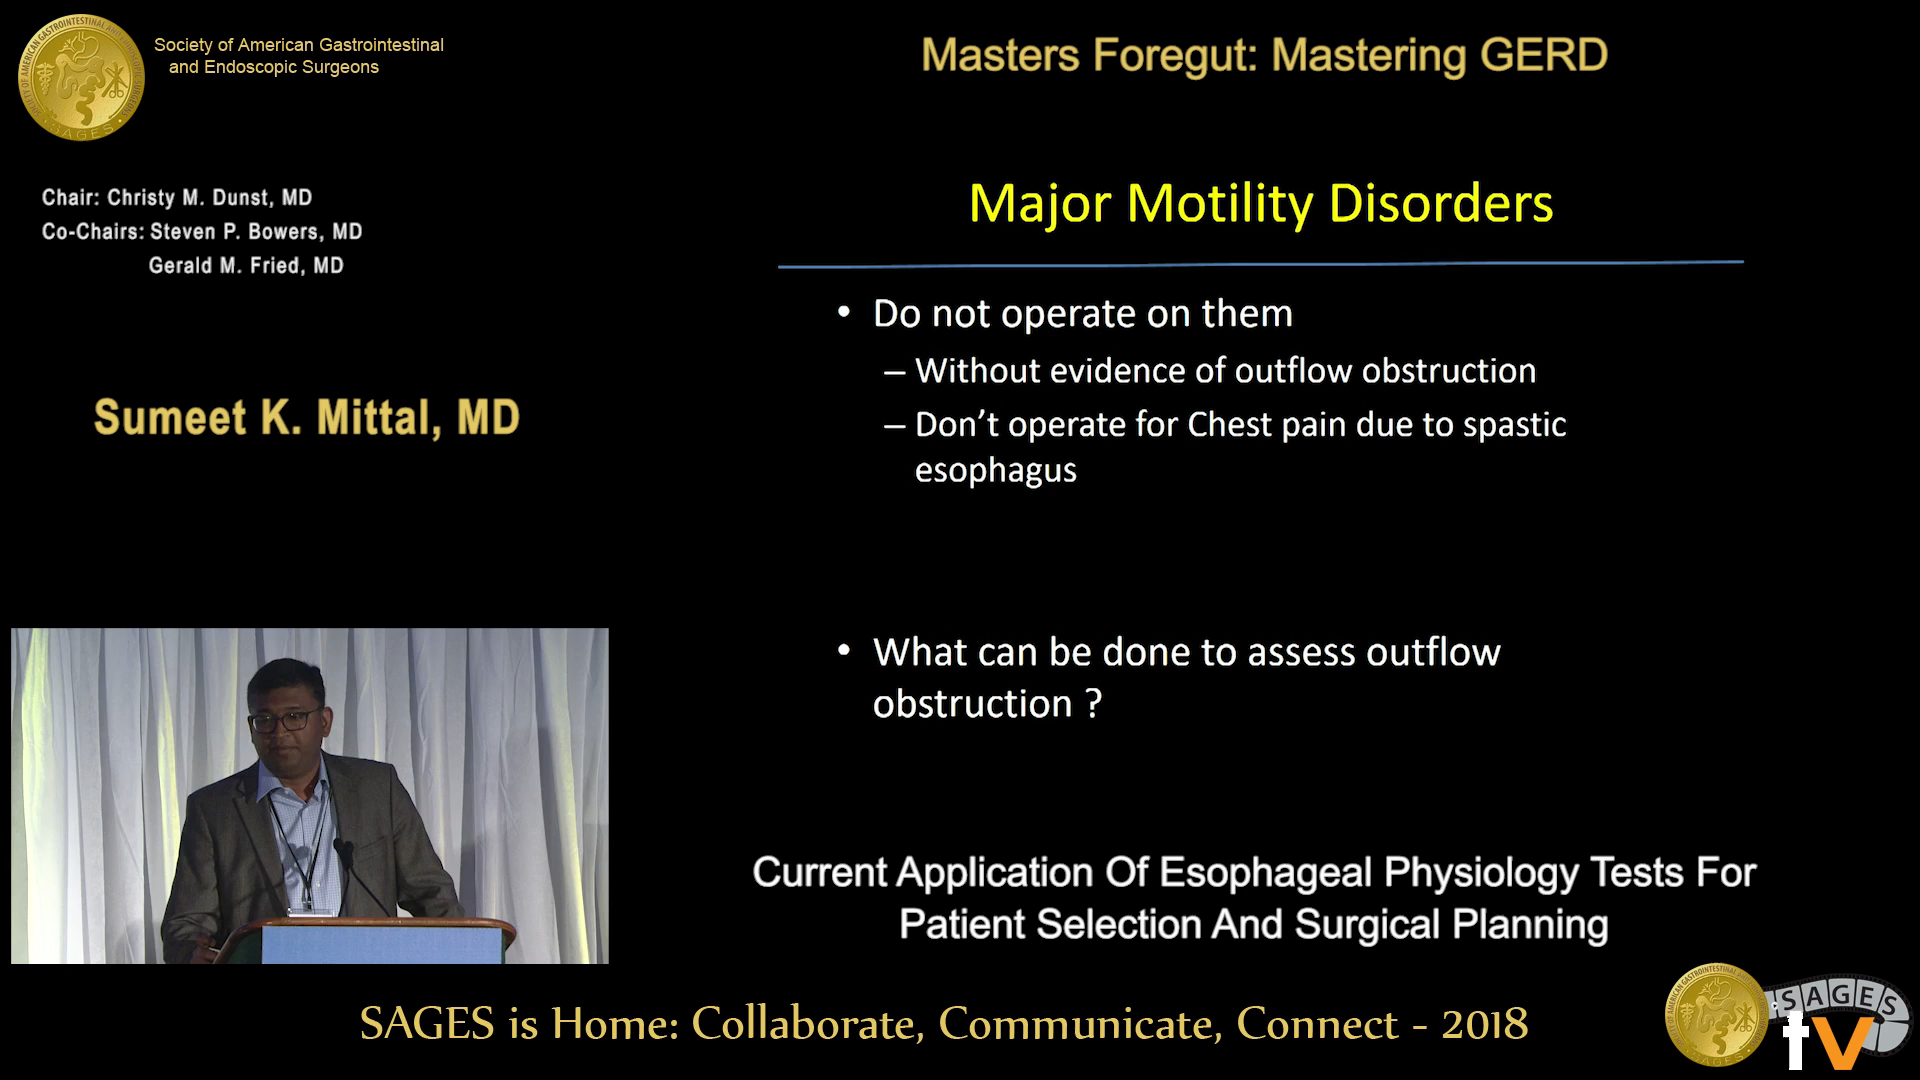 Society of American Gastrointestinal
and Endoscopic Surgeons
Masters Foregut: Mastering GERD
Chair: Christy M. Dunst, MD
Co-Chairs: Steven P. Bowers, MD
Gerald M. Fried, MD
Sumeet K. Mittal, MD
Major Motility Disorders
• Do not operate on them
– Without evidence of outflow obstruction
– Don’t operate for Chest pain due to spastic
esophagus
• What can be done to assess outflow
obstruction ?
Current Application Of Esophageal Physiology Tests For
Patient Selection And Surgical Planning
SAGES is Home: Collaborate, Communicate, Connect - 2018
SAGES
tv